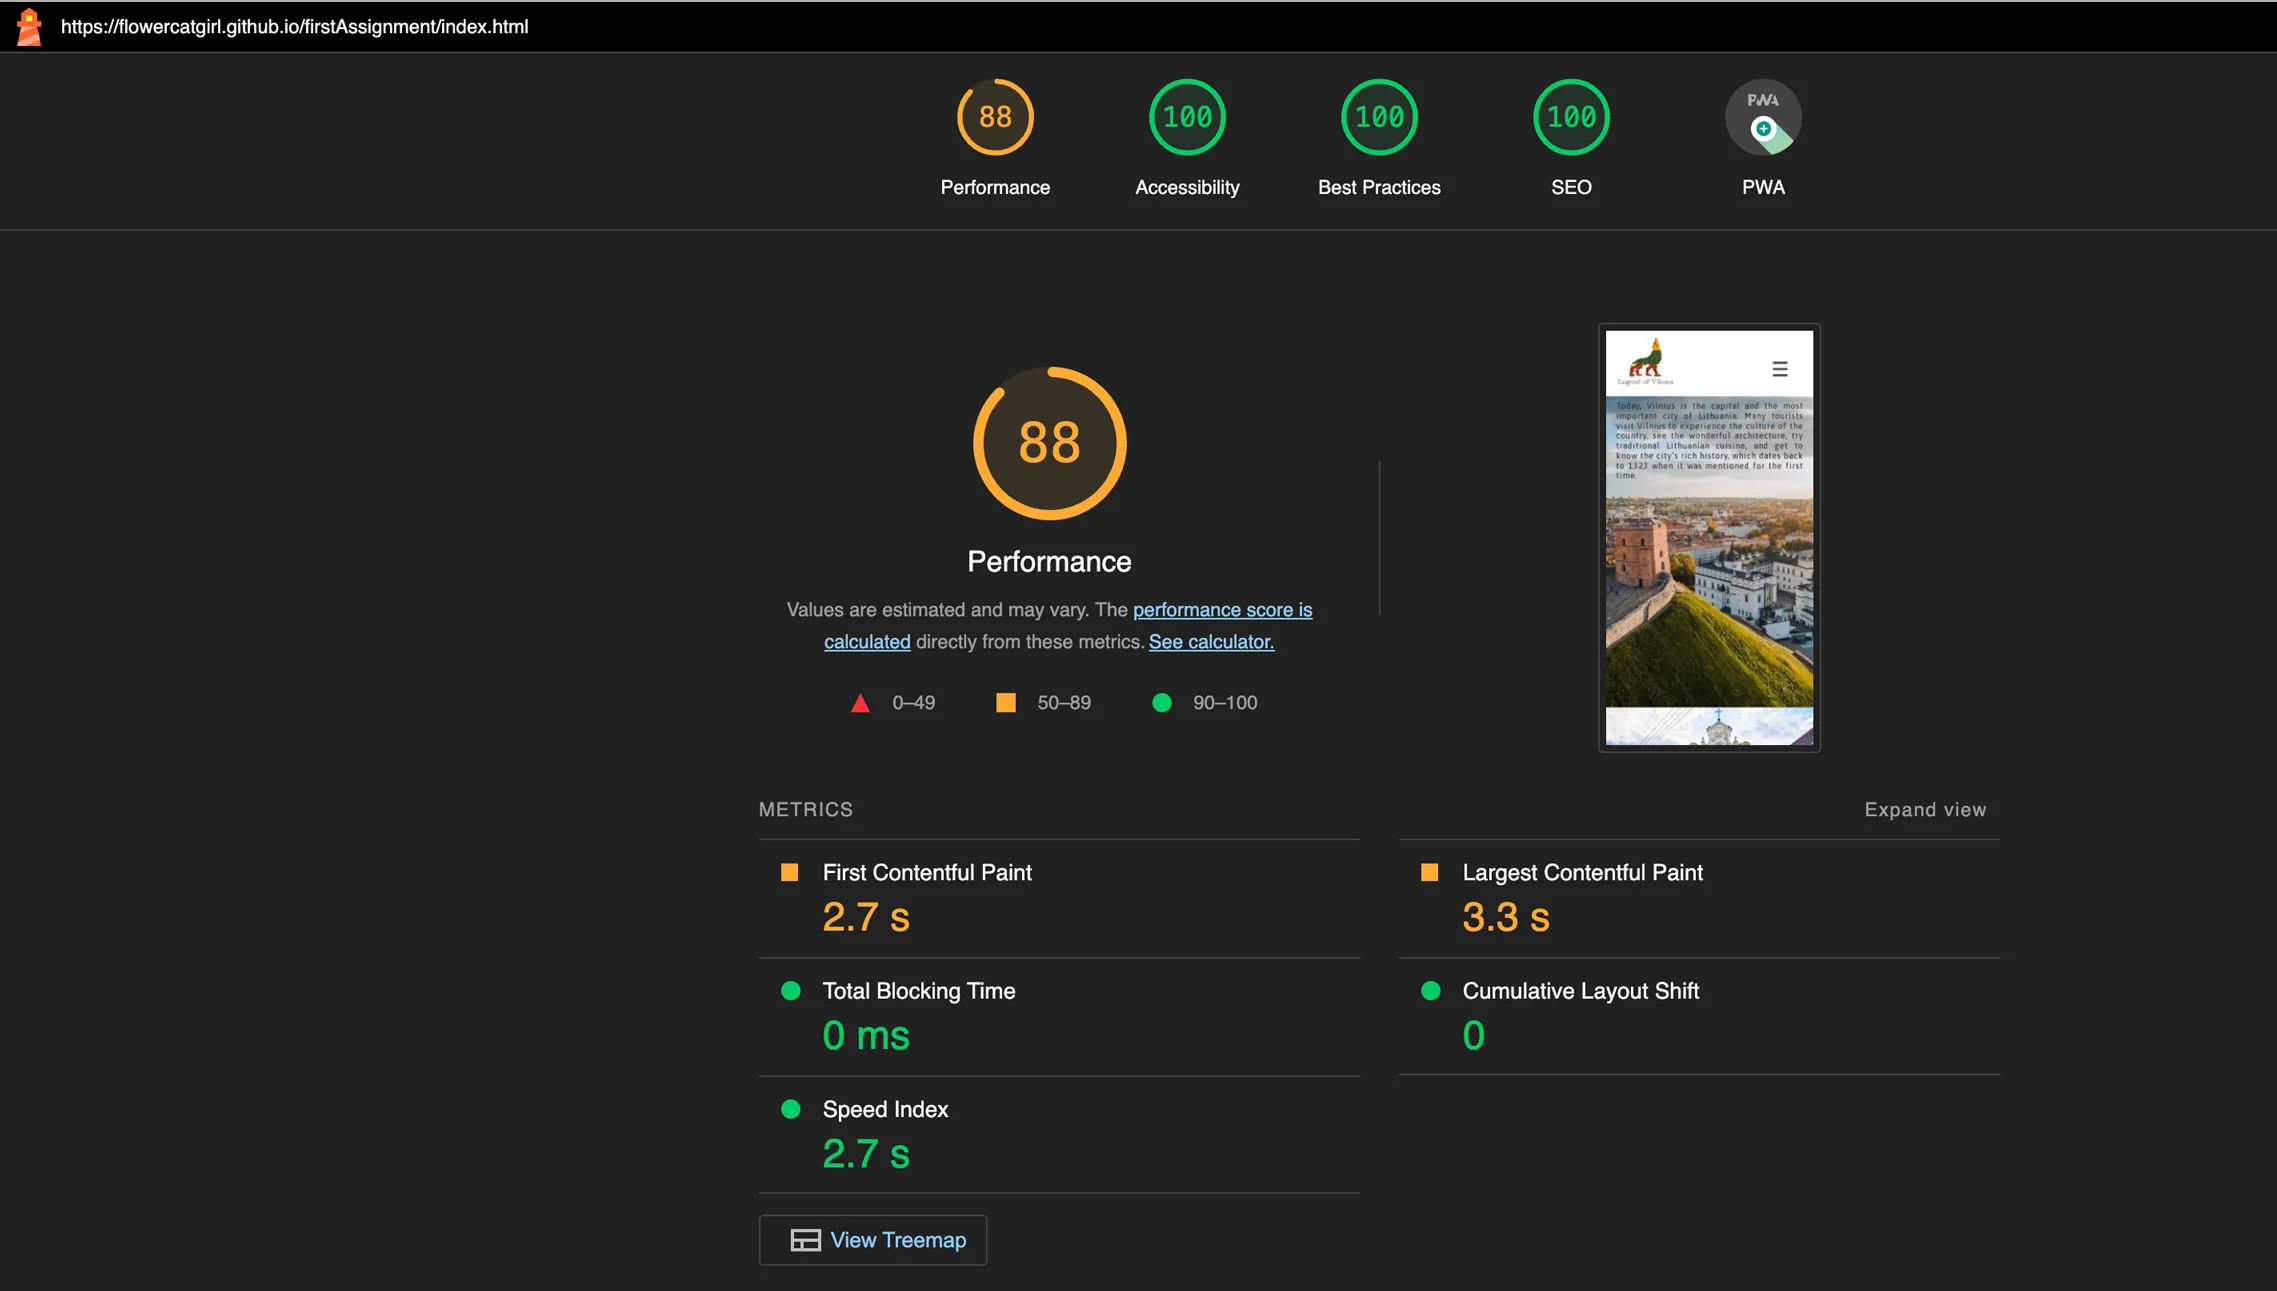 https://flowercatgirl.github.io/firstAssignment/index.html
88
100
100
100
PWA
Performance
Accessibility
Best Practices
SEO
PWA
88
Performance
Values are estimated and may vary. The performance score is
calculated directly from these metrics. See calculator.
0–49
50–89
90–100
Legend of Vilnius
Today, Vilnius is the capital and the most
important city of Lithuania. Many tourists
visit Vilnius to experience the culture of the
country, see the wonderful architecture, try
traditional Lithuanian cuisine, and get to
know the city's rich history, which dates back
to 1323 when it was mentioned for the first
time.
METRICS
Expand view
First Contentful Paint
2.7 s
Largest Contentful Paint
3.3 s
Total Blocking Time
0 ms
Cumulative Layout Shift
0
Speed Index
2.7 s
View Treemap